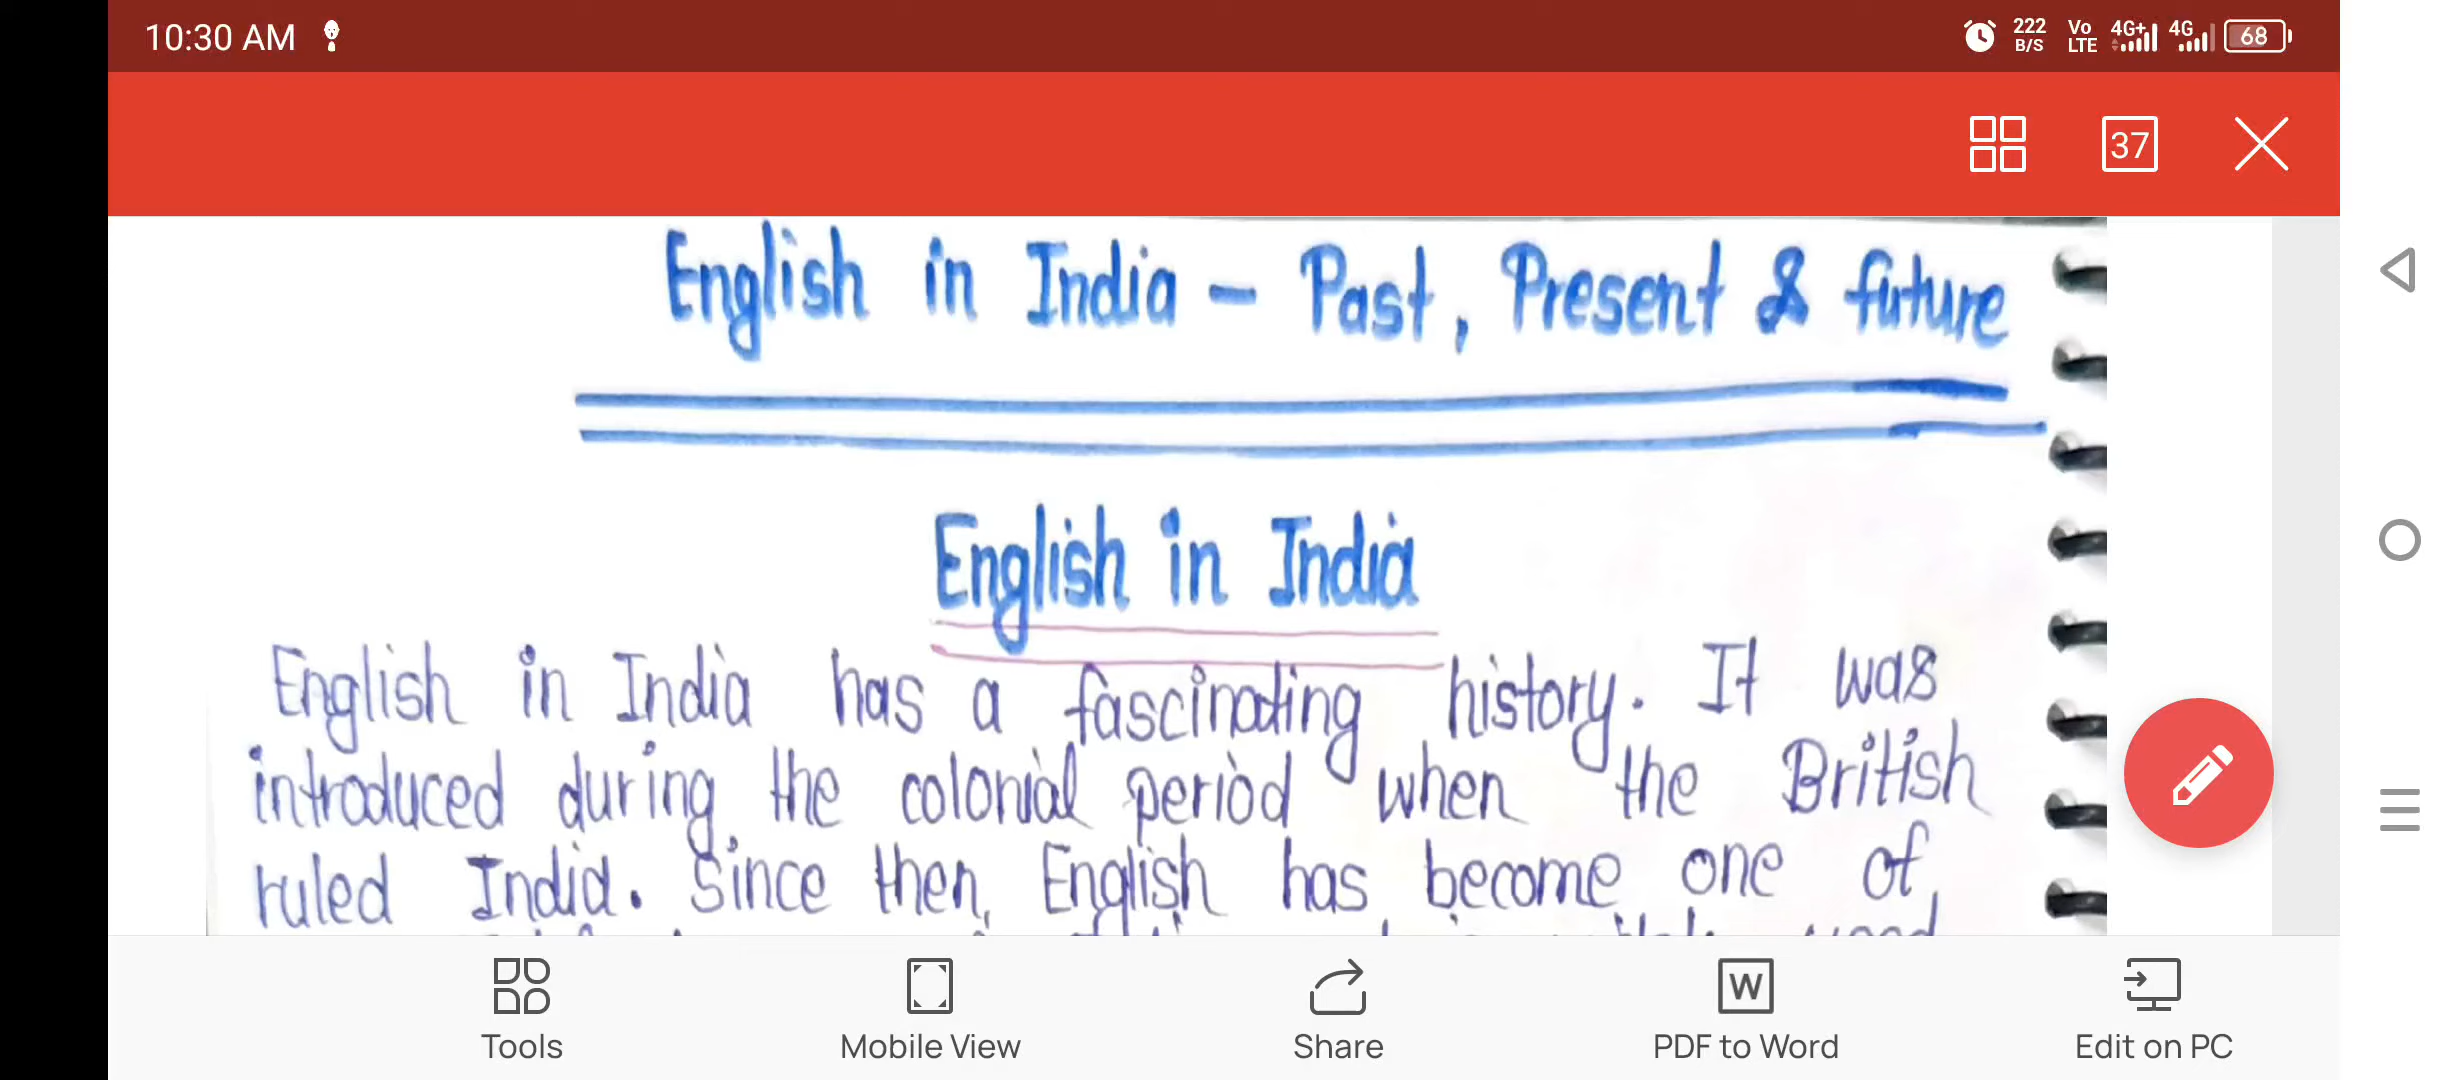 10:30 AM
222 B/S Vo LTE 4G+ 4G 68
37
English in India - Past, Present & future
English in India
English in India has a fascinating history. It was
introduced during the colonial period when the British
ruled India. Since then, English has become one of
Tools Mobile View Share PDF to Word Edit on PC